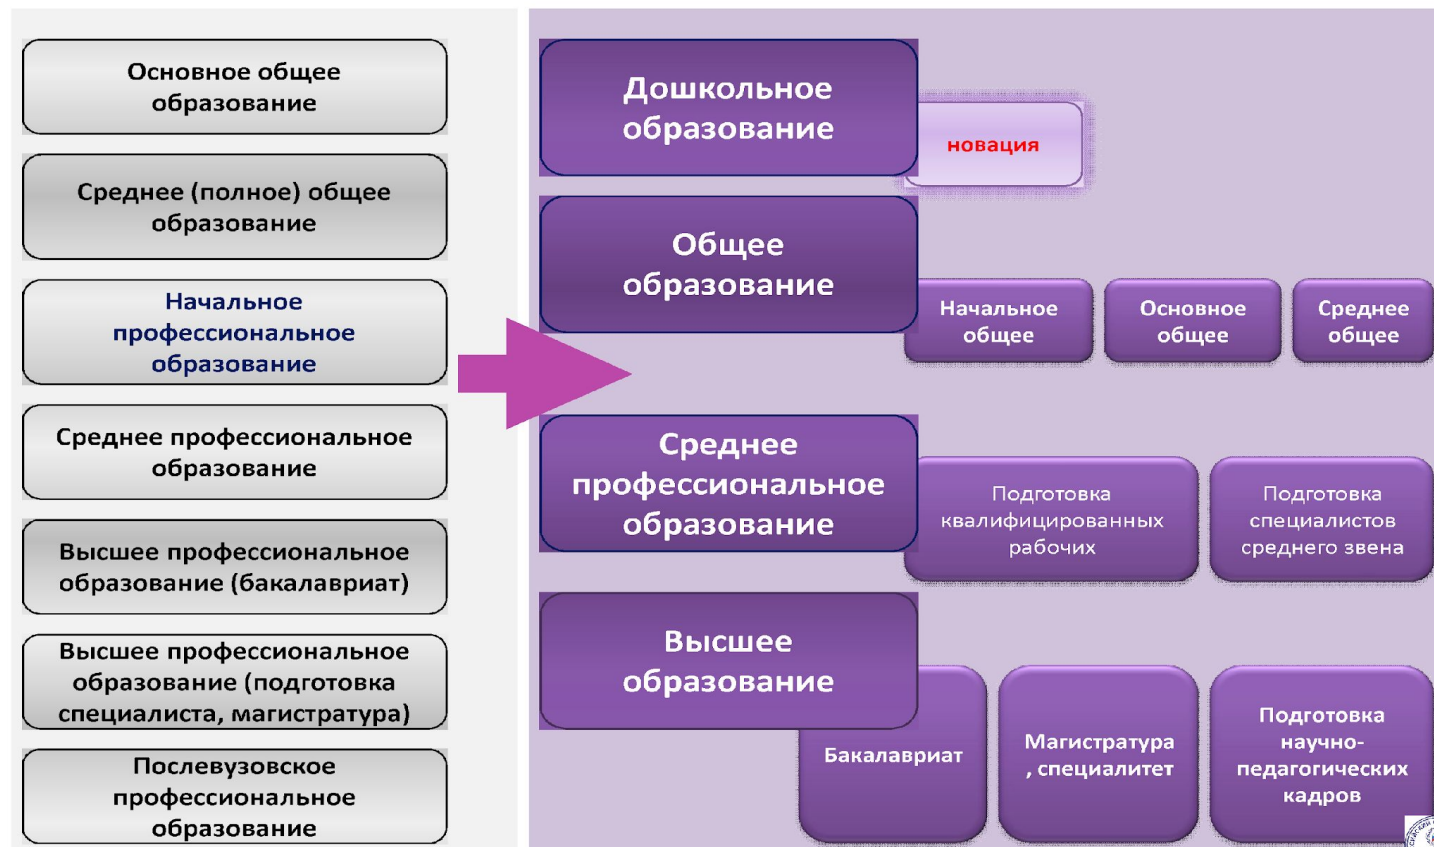 Основное общее
образование
Среднее (полное) общее
образование
Начальное
профессиональное
образование
Среднее профессиональное
образование
Высшее профессиональное
образование (бакалавриат)
Высшее профессиональное
образование (подготовка
специалиста, магистратура)
Послевузовское
профессиональное
образование
Дошкольное
образование
новация
Общее
образование
Начальное
общее
Основное
общее
Среднее
общее
Среднее
профессиональное
образование
Подготовка
квалифицированных
рабочих
Подготовка
специалистов
среднего звена
Высшее
образование
Бакалавриат
Магистратура
, специалитет
Подготовка
научно-
педагогических
кадров